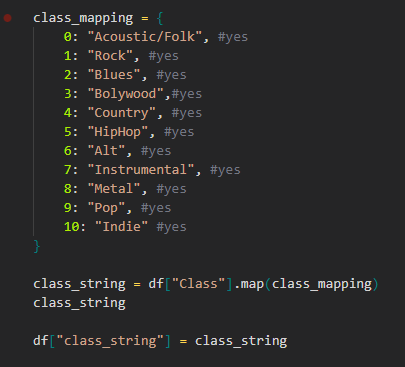 class_mapping = {
    0: "Acoustic/Folk", #yes
    1: "Rock", #yes
    2: "Blues", #yes
    3: "Bolywood",#yes
    4: "Country", #yes
    5: "HipHop", #yes
    6: "Alt", #yes
    7: "Instrumental", #yes
    8: "Metal", #yes
    9: "Pop", #yes
    10: "Indie" #yes
}
class_string = df["Class"].map(class_mapping)
class_string
df["class_string"] = class_string